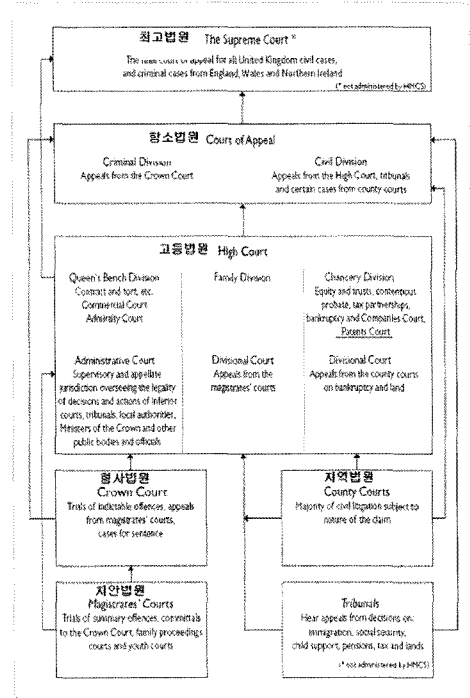 최고법원 The Supreme Court *
The final court of appeal for all United Kingdom civil cases,
and criminal cases from England, Wales and Northern Ireland
(* not administered by HMCS)
항소법원 Court of Appeal
Criminal Division
Appeals from the Crown Court
Civil Division
Appeals from the High Court, tribunals
and certain cases from county courts
고등법원 High Court
Queen's Bench Division
Contract and tort, etc.
Commercial Court
Admiralty Court
Family Division
Chancery Division
Equity and trusts, contentious
probate, tax partnerships,
bankruptcy and Companies Court,
Patents Court
Administrative Court
Supervisory and appellate
jurisdiction overseeing the legality
of decisions and actions of inferior
courts, tribunals, local authorities,
Ministers of the Crown and other
public bodies and officials
Divisional Court
Appeals from the
magistrates' courts
Divisional Court
Appeals from the county courts
on bankruptcy and land
형사법원
Crown Court
Trials of indictable offences, appeals
from magistrates' courts,
cases for sentence
지역법원
County Courts
Majority of civil litigation subject to
nature of the claim
치안법원
Magistrates' Courts
Trials of summary offences, committals
to the Crown Court, family proceedings
courts and youth courts
Tribunals
Hear appeals from decisions on:
immigration, social security,
child support, pensions, tax and lands
(* not administered by HMCS)